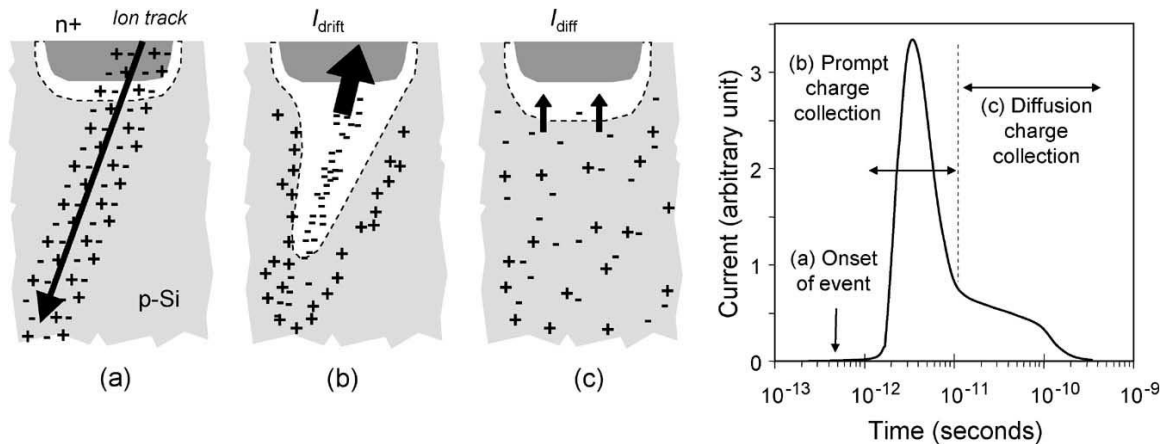 n+
Ion track
p-Si
(a)
I_drift
(b)
I_diff
(c)
Current (arbitrary unit)
3
2
1
0
(b) Prompt
charge
collection
(c) Diffusion
charge
collection
(a) Onset
of event
10^-13
10^-12
10^-11
10^-10
10^-9
Time (seconds)